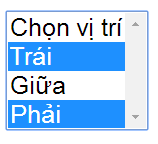 Chọn vị trí
Trái
Giữa
Phải